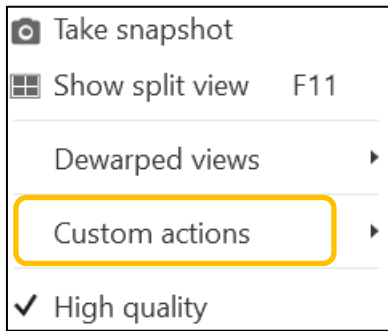 Take snapshot
Show split view F11
Dewarped views
Custom actions
High quality